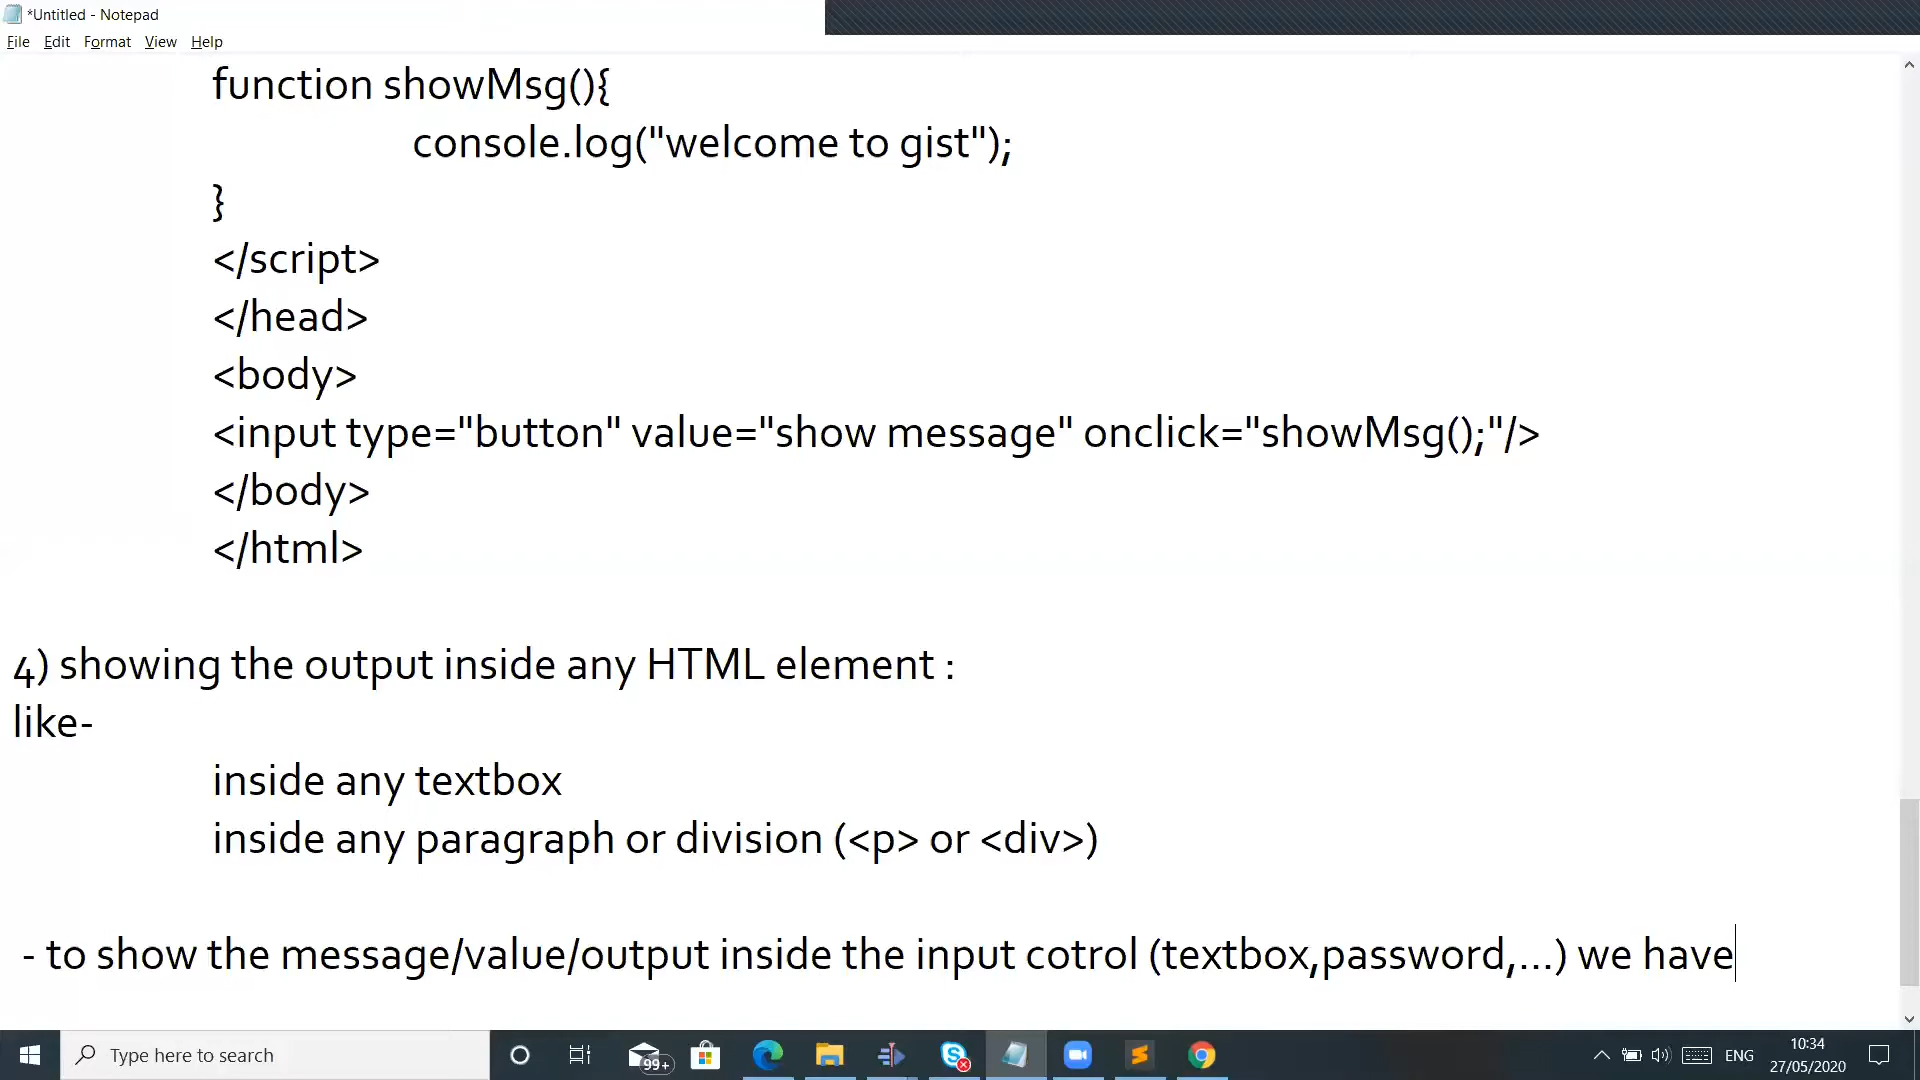 *Untitled - Notepad
File Edit Format View Help
function showMsg(){
console.log("welcome to gist");
}
</script>
</head>
<body>
<input type="button" value="show message" onclick="showMsg();"/>
</body>
</html>
4) showing the output inside any HTML element :
like-
inside any textbox
inside any paragraph or division (<p> or <div>)
- to show the message/value/output inside the input cotrol (textbox,password,...) we have
Type here to search
99+
ENG
10:34
27/05/2020